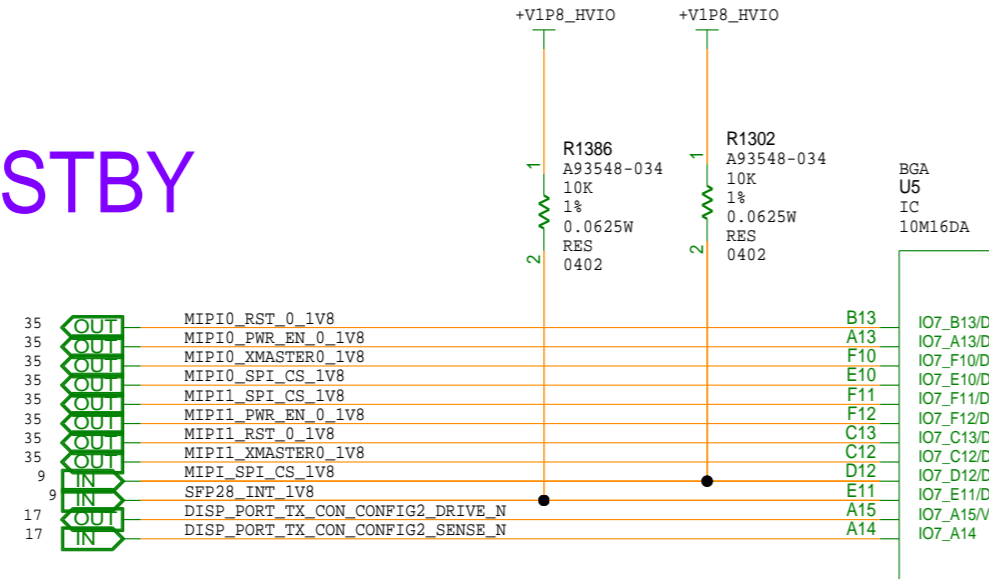 +V1P8_HVIO +V1P8_HVIO
STBY
1 R1386
A93548-034
10K
1%
0.0625W
RES
2 0402
1 R1302
A93548-034
10K
1%
0.0625W
RES
2 0402
BGA
U5
IC
10M16DA
35 OUT MIPI0_RST_0_1V8 B13 IO7_B13/D
35 OUT MIPI0_PWR_EN_0_1V8 A13 IO7_A13/D
35 OUT MIPI0_XMASTER0_1V8 F10 IO7_F10/D
35 OUT MIPI0_SPI_CS_1V8 E10 IO7_E10/D
35 OUT MIPI1_SPI_CS_1V8 F11 IO7_F11/D
35 OUT MIPI1_PWR_EN_0_1V8 F12 IO7_F12/D
35 OUT MIPI1_RST_0_1V8 C13 IO7_C13/D
35 OUT MIPI1_XMASTER0_1V8 C12 IO7_C12/D
9 IN MIPI_SPI_CS_1V8 D12 IO7_D12/D
9 IN SFP28_INT_1V8 E11 IO7_E11/D
17 OUT DISP_PORT_TX_CON_CONFIG2_DRIVE_N A15 IO7_A15/V
17 IN DISP_PORT_TX_CON_CONFIG2_SENSE_N A14 IO7_A14